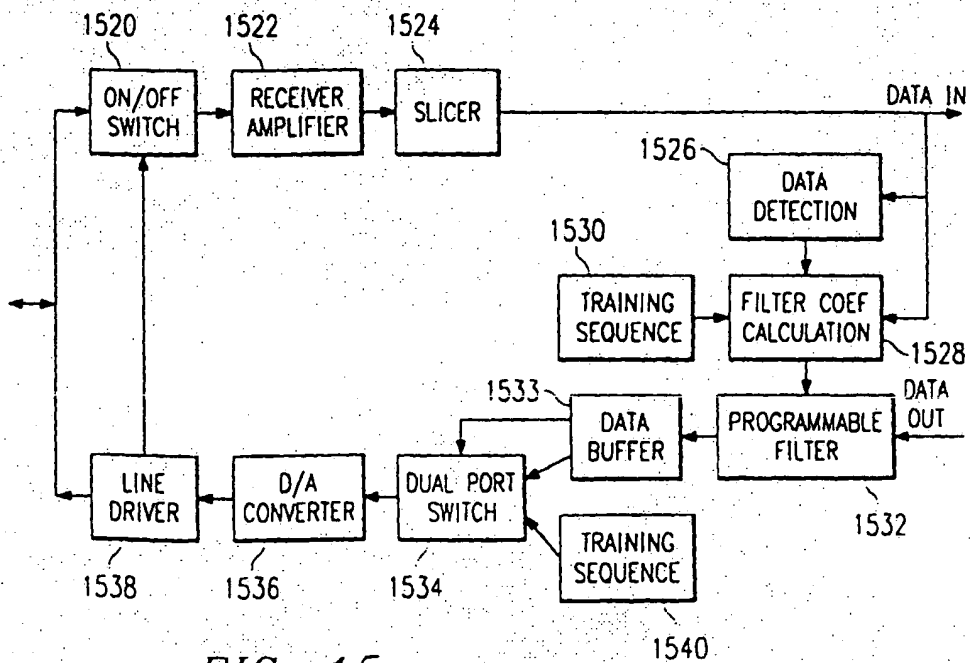 1520
1522
1524
ON/OFF
SWITCH
RECEIVER
AMPLIFIER
SLICER
DATA IN
1526
DATA
DETECTION
1530
TRAINING
SEQUENCE
FILTER COEF
CALCULATION
1528
1533
DATA
BUFFER
PROGRAMMABLE
FILTER
DATA
OUT
1532
LINE
DRIVER
D/A
CONVERTER
DUAL PORT
SWITCH
TRAINING
SEQUENCE
1538
1536
1534
1540
FIG. 15